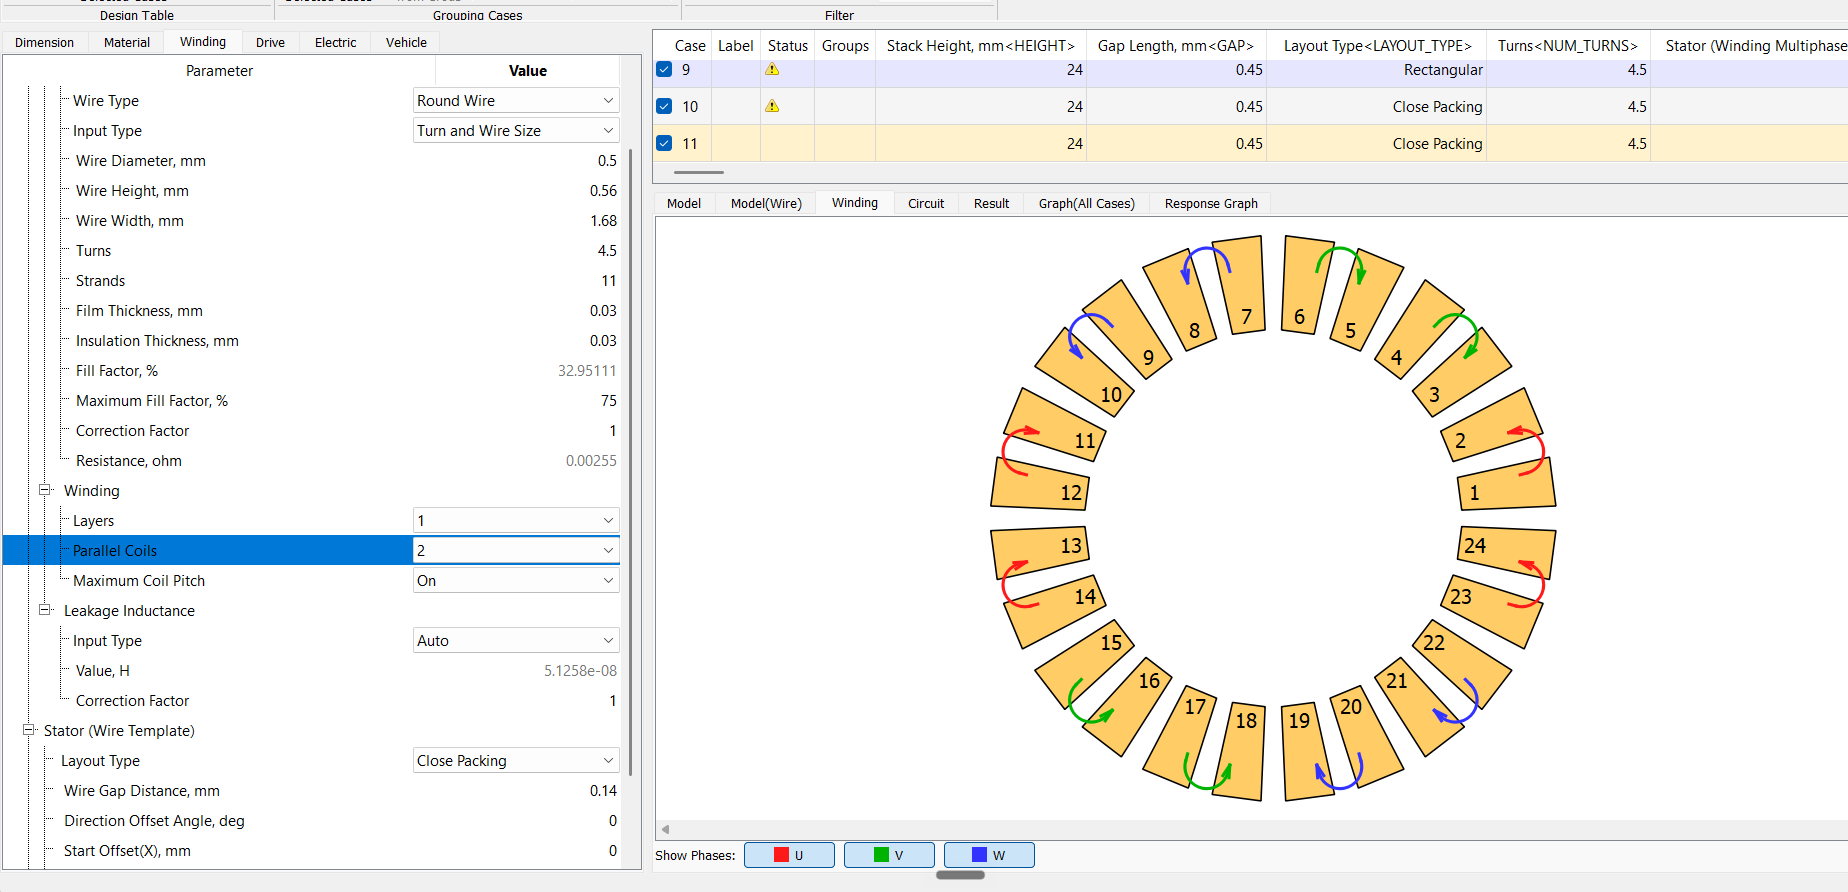 Design Table
Grouping Cases
Filter
Dimension Material Winding Drive Electric Vehicle
Parameter Value
Wire Type Round Wire
Input Type Turn and Wire Size
Wire Diameter, mm 0.5
Wire Height, mm 0.56
Wire Width, mm 1.68
Turns 4.5
Strands 11
Film Thickness, mm 0.03
Insulation Thickness, mm 0.03
Fill Factor, % 32.95111
Maximum Fill Factor, % 75
Correction Factor 1
Resistance, ohm 0.00255
Winding
Layers 1
Parallel Coils 2
Maximum Coil Pitch On
Leakage Inductance
Input Type Auto
Value, H 5.1258e-08
Correction Factor 1
Stator (Wire Template)
Layout Type Close Packing
Wire Gap Distance, mm 0.14
Direction Offset Angle, deg 0
Start Offset(X), mm 0
Case Label Status Groups Stack Height, mm<HEIGHT> Gap Length, mm<GAP> Layout Type<LAYOUT_TYPE> Turns<NUM_TURNS> Stator (Winding Multiphase
9 24 0.45 Rectangular 4.5
10 24 0.45 Close Packing 4.5
11 24 0.45 Close Packing 4.5
Model Model(Wire) Winding Circuit Result Graph(All Cases) Response Graph
7 6
8 5
9 4
10 3
11 2
12 1
13 24
14 23
15 22
16 21
17 20
18 19
Show Phases: U V W